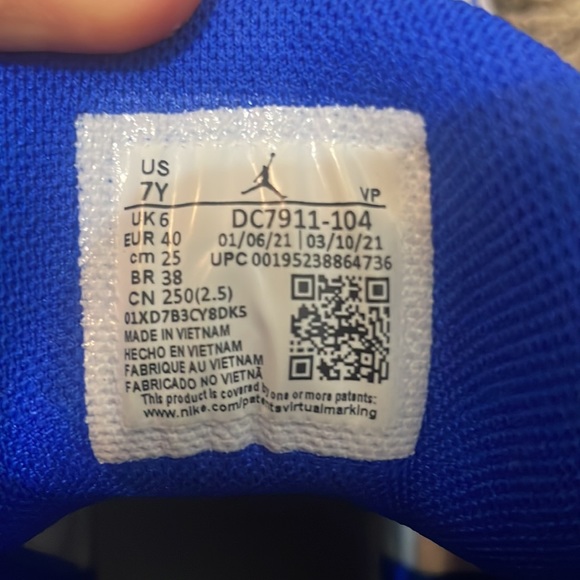 US
7Y
VP
UK 6
DC7911-104
EUR 40
01/06/21 | 03/10/21
cm 25
UPC 00195238864736
BR 38
CN 250(2.5)
01XD7B3CY8DK5
MADE IN VIETNAM
HECHO EN VIETNAM
FABRIQUE AU VIETNAM
FABRICADO NO VIETNÃ
This product is covered by one or more patents:
www.nike.com/patentsvirtualmarking